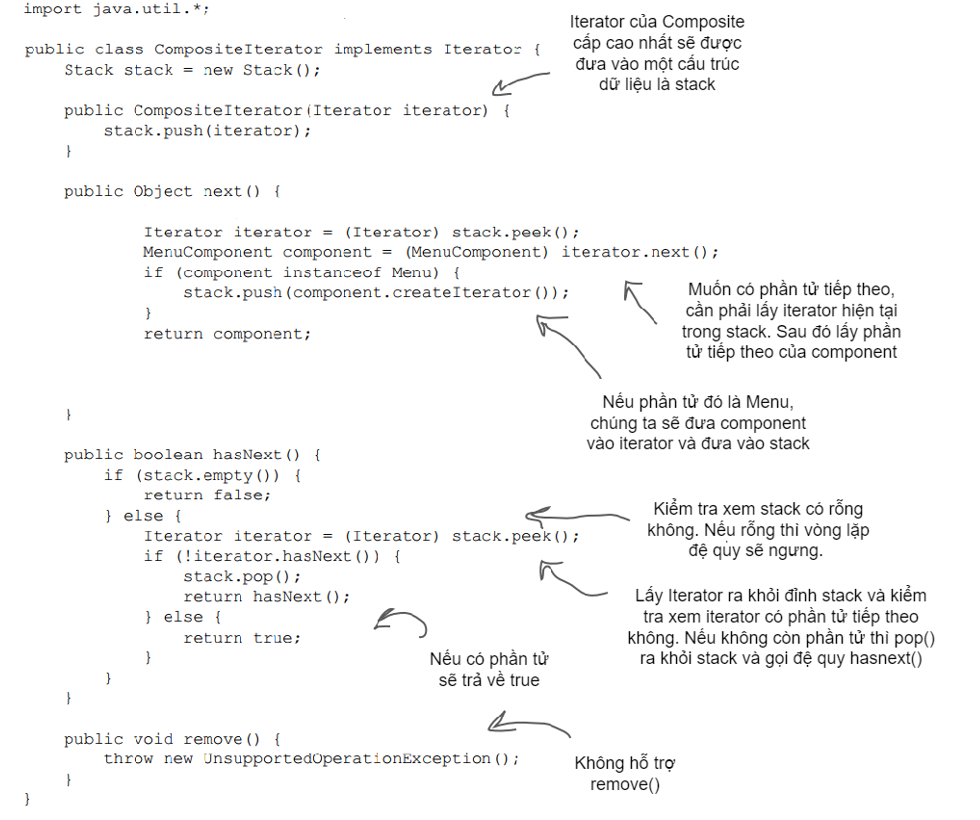 import java.util.*;
public class CompositeIterator implements Iterator {
Stack stack = new Stack();
public CompositeIterator(Iterator iterator) {
stack.push(iterator);
}
Iterator của Composite
cấp cao nhất sẽ được
đưa vào một cấu trúc
dữ liệu là stack
public Object next() {
Iterator iterator = (Iterator) stack.peek();
MenuComponent component = (MenuComponent) iterator.next();
if (component instanceof Menu) {
stack.push(component.createIterator());
}
return component;
}
Muốn có phần tử tiếp theo,
cần phải lấy iterator hiện tại
trong stack. Sau đó lấy phần
tử tiếp theo của component
Nếu phần tử đó là Menu,
chúng ta sẽ đưa component
vào iterator và đưa vào stack
public boolean hasNext() {
if (stack.empty()) {
return false;
} else {
Iterator iterator = (Iterator) stack.peek();
if (!iterator.hasNext()) {
stack.pop();
return hasNext();
} else {
return true;
}
}
}
Kiểm tra xem stack có rỗng
không. Nếu rỗng thì vòng lặp
đệ quy sẽ ngưng.
Lấy Iterator ra khỏi đỉnh stack và kiểm
tra xem iterator có phần tử tiếp theo
không. Nếu không còn phần tử thì pop()
ra khỏi stack và gọi đệ quy hasnext()
Nếu có phần tử
sẽ trả về true
public void remove() {
throw new UnsupportedOperationException();
}
}
Không hỗ trợ
remove()